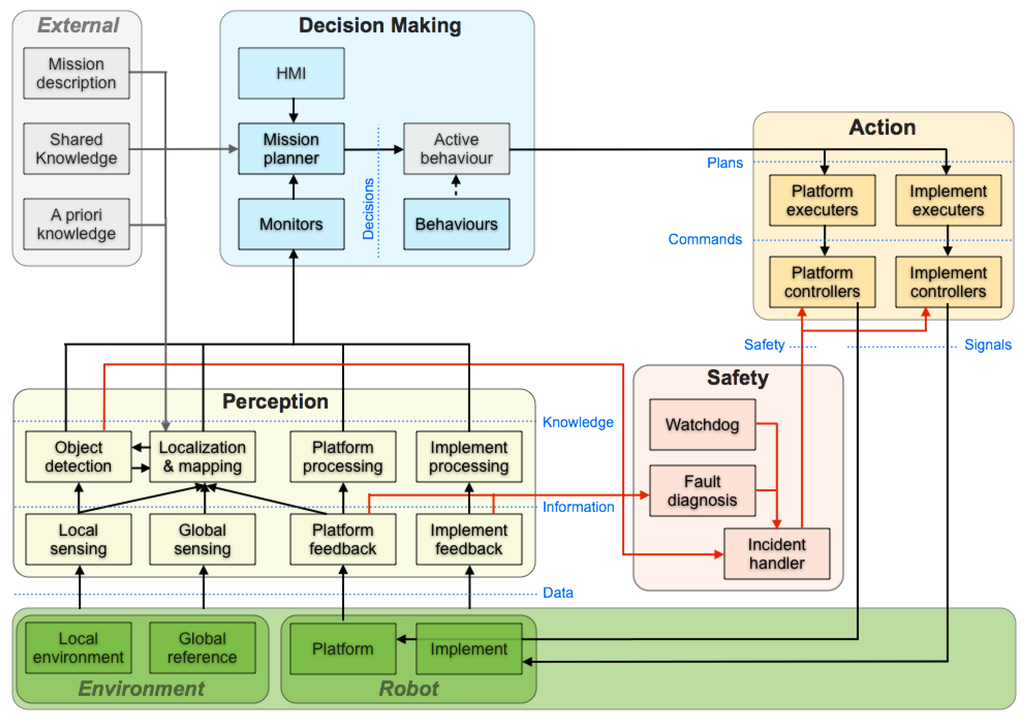 External
Mission
description
Shared
Knowledge
A priori
knowledge
Decision Making
HMI
Mission
planner
Monitors
Decisions
Active
behaviour
Behaviours
Action
Plans
Platform
executers
Implement
executers
Commands
Platform
controllers
Implement
controllers
Safety
Signals
Perception
Knowledge
Object
detection
Localization
& mapping
Platform
processing
Implement
processing
Information
Local
sensing
Global
sensing
Platform
feedback
Implement
feedback
Data
Safety
Watchdog
Fault
diagnosis
Incident
handler
Local
environment
Global
reference
Environment
Platform
Implement
Robot